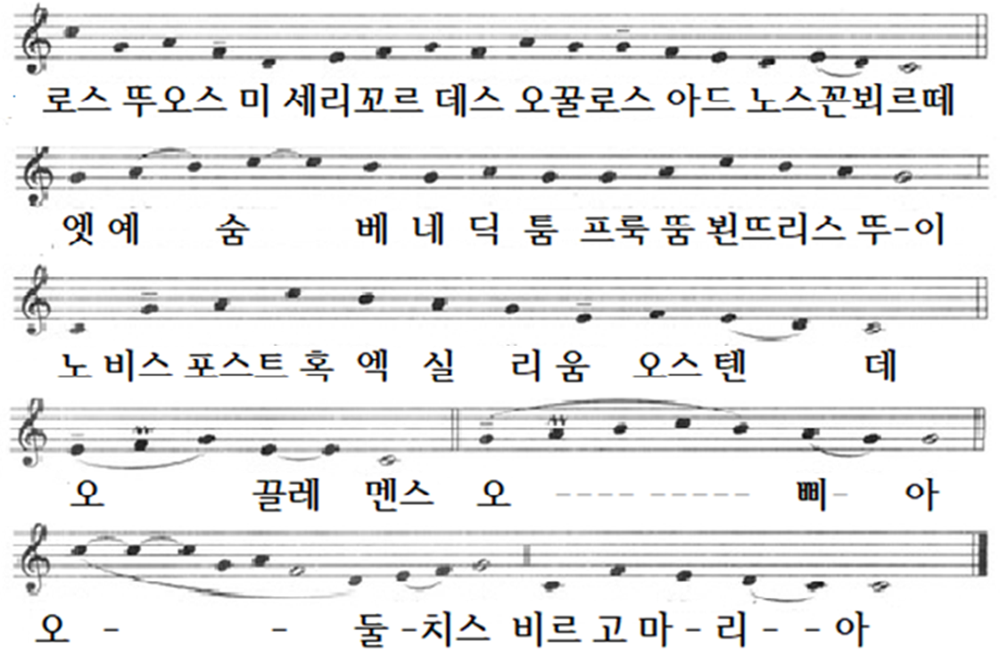 로스 뚜오스 미 세리꼬르 데스 오꿀로스 아드 노스꼰뵈르떼
엣 예 숨 베 네 딕 툼 프룩 뚬 뵌뜨리스 뚜-이
노 비스 포스트 혹 엑 실 리 움 오스텐 데
오 끌레 멘스 오 ---- ------ 삐- 아
오 - - 둘 -치스 비르 고 마 - 리 - - 아